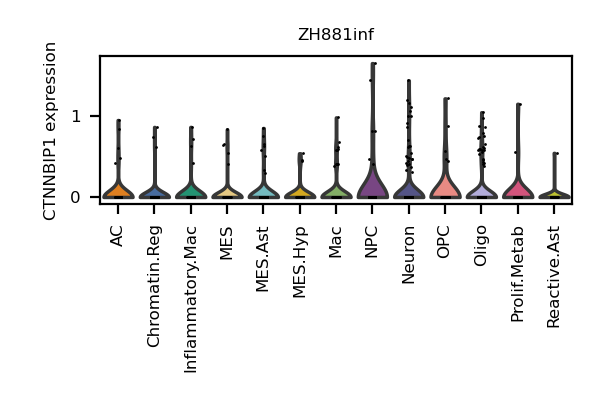 ZH881inf
CTNNBIP1 expression
1
0
AC
Chromatin.Reg
Inflammatory.Mac
MES
MES.Ast
MES.Hyp
Mac
NPC
Neuron
OPC
Oligo
Prolif.Metab
Reactive.Ast